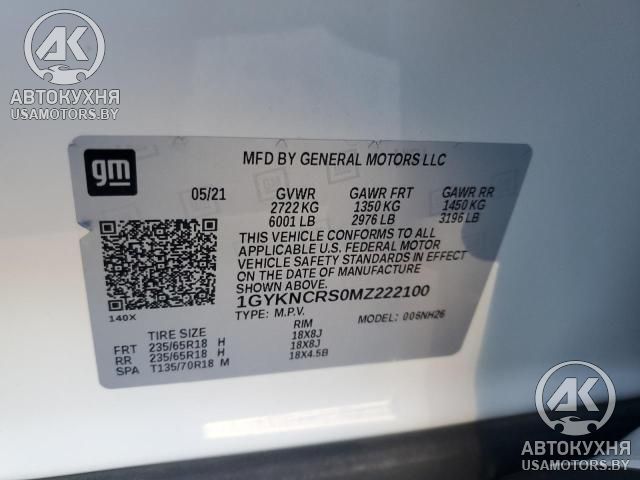 АК
АВТОКУХНЯ
USAMOTORS.BY
gm
MFD BY GENERAL MOTORS LLC
05/21 GVWR GAWR FRT GAWR RR
2722 KG 1350 KG 1450 KG
6001 LB 2976 LB 3196 LB
THIS VEHICLE CONFORMS TO ALL
APPLICABLE U.S. FEDERAL MOTOR
VEHICLE SAFETY STANDARDS IN EFFECT
ON THE DATE OF MANUFACTURE
SHOWN ABOVE.
140X
1GYKNCRS0MZ222100
TYPE: M.P.V. MODEL: 006NH26
TIRE SIZE RIM
FRT 235/65R18 H 18X8J
RR 235/65R18 H 18X8J
SPA T135/70R18 M 18X4.5B
АК
АВТОКУХНЯ
USAMOTORS.BY